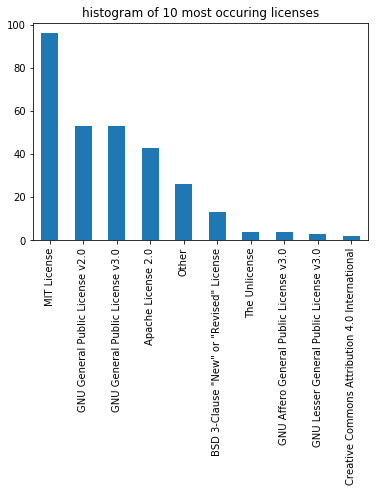 histogram of 10 most occuring licenses
100
80
60
40
20
0
MIT License
GNU General Public License v2.0
GNU General Public License v3.0
Apache License 2.0
Other
BSD 3-Clause "New" or "Revised" License
The Unlicense
GNU Affero General Public License v3.0
GNU Lesser General Public License v3.0
Creative Commons Attribution 4.0 International